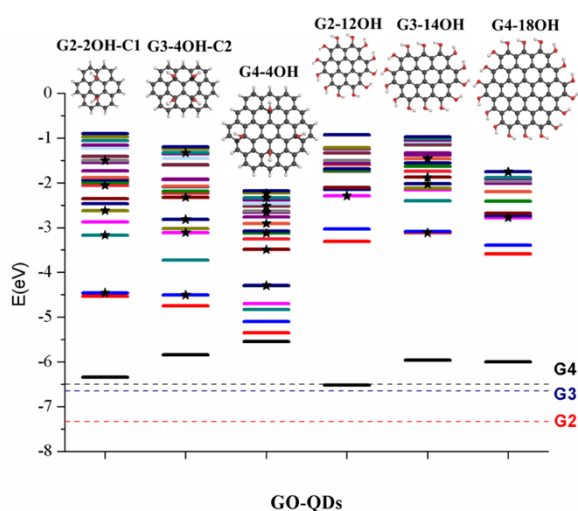 G2-2OH-C1
G3-4OH-C2
G4-4OH
G2-12OH
G3-14OH
G4-18OH
E(eV)
0
-1
-2
-3
-4
-5
-6
-7
-8
G4
G3
G2
GO-QDs